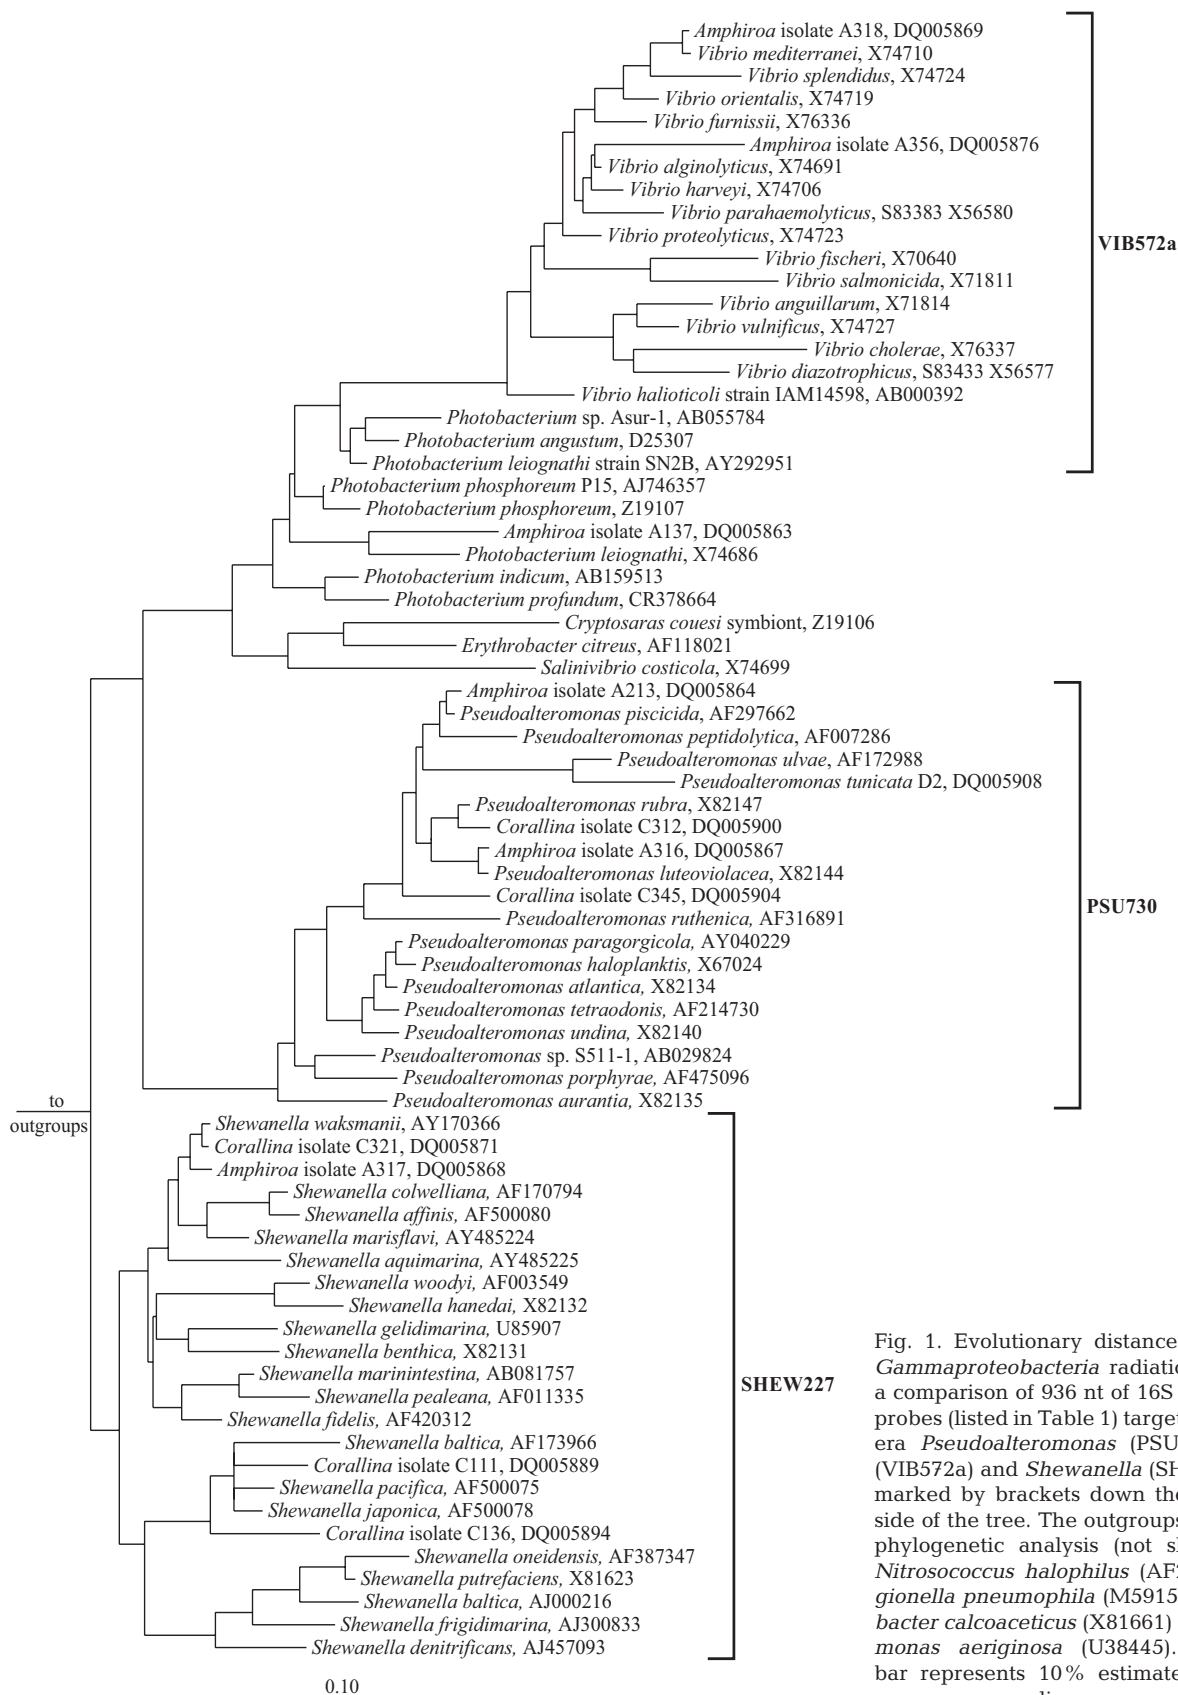 Amphiroa isolate A318, DQ005869
Vibrio mediterranei, X74710
Vibrio splendidus, X74724
Vibrio orientalis, X74719
Vibrio furnissii, X76336
Amphiroa isolate A356, DQ005876
Vibrio alginolyticus, X74691
Vibrio harveyi, X74706
Vibrio parahaemolyticus, S83383 X56580
Vibrio proteolyticus, X74723
VIB572a
Vibrio fischeri, X70640
Vibrio salmonicida, X71811
Vibrio anguillarum, X71814
Vibrio vulnificus, X74727
Vibrio cholerae, X76337
Vibrio diazotrophicus, S83433 X56577
Vibrio halioticoli strain IAM14598, AB000392
Photobacterium sp. Asur-1, AB055784
Photobacterium angustum, D25307
Photobacterium leiognathi strain SN2B, AY292951
Photobacterium phosphoreum P15, AJ746357
Photobacterium phosphoreum, Z19107
Amphiroa isolate A137, DQ005863
Photobacterium leiognathi, X74686
Photobacterium indicum, AB159513
Photobacterium profundum, CR378664
Cryptosaras couesi symbiont, Z19106
Erythrobacter citreus, AF118021
Salinivibrio costicola, X74699
Amphiroa isolate A213, DQ005864
Pseudoalteromonas piscicida, AF297662
Pseudoalteromonas peptidolytica, AF007286
Pseudoalteromonas ulvae, AF172988
Pseudoalteromonas tunicata D2, DQ005908
Pseudoalteromonas rubra, X82147
Corallina isolate C312, DQ005900
Amphiroa isolate A316, DQ005867
Pseudoalteromonas luteoviolacea, X82144
Corallina isolate C345, DQ005904
PSU730
Pseudoalteromonas ruthenica, AF316891
Pseudoalteromonas paragorgicola, AY040229
Pseudoalteromonas haloplanktis, X67024
Pseudoalteromonas atlantica, X82134
Pseudoalteromonas tetraodonis, AF214730
Pseudoalteromonas undina, X82140
Pseudoalteromonas sp. S511-1, AB029824
Pseudoalteromonas porphyrae, AF475096
Pseudoalteromonas aurantia, X82135
to
outgroups
Shewanella waksmanii, AY170366
Corallina isolate C321, DQ005871
Amphiroa isolate A317, DQ005868
Shewanella colwelliana, AF170794
Shewanella affinis, AF500080
Shewanella marisflavi, AY485224
Shewanella aquimarina, AY485225
Shewanella woodyi, AF003549
Shewanella hanedai, X82132
Shewanella gelidimarina, U85907
Shewanella benthica, X82131
Shewanella marinintestina, AB081757
SHEW227
Shewanella pealeana, AF011335
Shewanella fidelis, AF420312
Shewanella baltica, AF173966
Corallina isolate C111, DQ005889
Shewanella pacifica, AF500075
Shewanella japonica, AF500078
Corallina isolate C136, DQ005894
Shewanella oneidensis, AF387347
Shewanella putrefaciens, X81623
Shewanella baltica, AJ000216
Shewanella frigidimarina, AJ300833
Shewanella denitrificans, AJ457093
0.10
Fig. 1. Evolutionary distance
Gammaproteobacteria radiatio
a comparison of 936 nt of 16S
probes (listed in Table 1) target
era Pseudoalteromonas (PSU
(VIB572a) and Shewanella (SH
marked by brackets down the
side of the tree. The outgroups
phylogenetic analysis (not sl
Nitrosococcus halophilus (AF
gionella pneumophila (M5915
bacter calcoaceticus (X81661)
monas aeriginosa (U38445).
bar represents 10% estimate